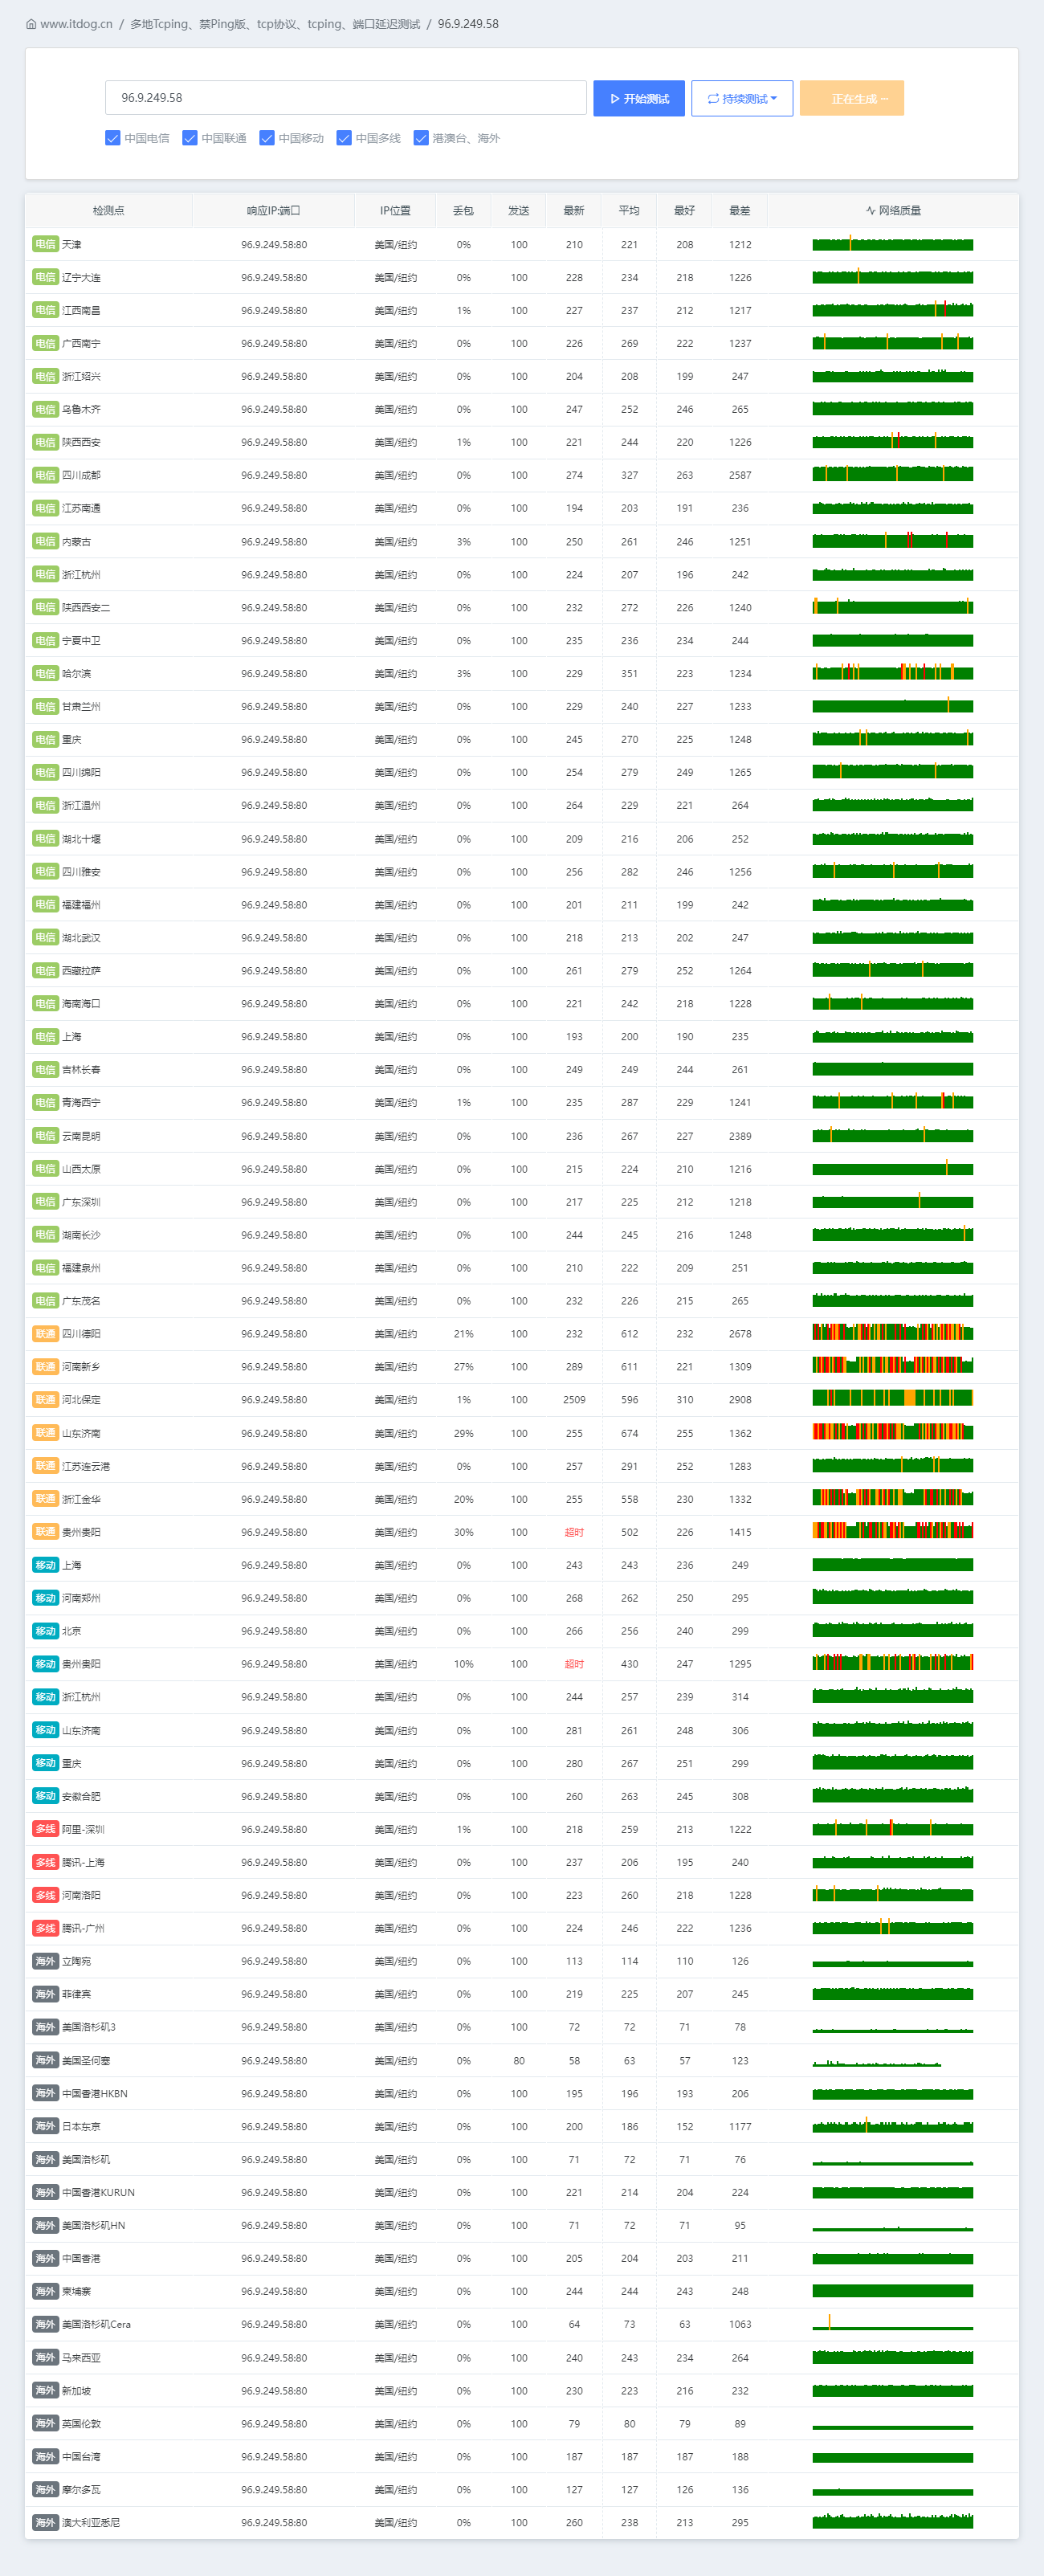 www.itdog.cn / 多地Tcping、禁Ping版、tcp协议、tcping、端口延迟测试 / 96.9.249.58
96.9.249.58 开始测试 持续测试 正在生成 ···
中国电信 中国联通 中国移动 中国多线 港澳台、海外
检测点 响应IP:端口 IP位置 丢包 发送 最新 平均 最好 最差 网络质量
电信 天津 96.9.249.58:80 美国/纽约 0% 100 210 221 208 1212
电信 辽宁大连 96.9.249.58:80 美国/纽约 0% 100 228 234 218 1226
电信 江西南昌 96.9.249.58:80 美国/纽约 1% 100 227 237 212 1217
电信 广西南宁 96.9.249.58:80 美国/纽约 0% 100 226 269 222 1237
电信 浙江绍兴 96.9.249.58:80 美国/纽约 0% 100 204 208 199 247
电信 乌鲁木齐 96.9.249.58:80 美国/纽约 0% 100 247 252 246 265
电信 陕西西安 96.9.249.58:80 美国/纽约 1% 100 221 244 220 1226
电信 四川成都 96.9.249.58:80 美国/纽约 0% 100 274 327 263 2587
电信 江苏南通 96.9.249.58:80 美国/纽约 0% 100 194 203 191 236
电信 内蒙古 96.9.249.58:80 美国/纽约 3% 100 250 261 246 1251
电信 浙江杭州 96.9.249.58:80 美国/纽约 0% 100 224 207 196 242
电信 陕西西安二 96.9.249.58:80 美国/纽约 0% 100 232 272 226 1240
电信 宁夏中卫 96.9.249.58:80 美国/纽约 0% 100 235 236 234 244
电信 哈尔滨 96.9.249.58:80 美国/纽约 3% 100 229 351 223 1234
电信 甘肃兰州 96.9.249.58:80 美国/纽约 0% 100 229 240 227 1233
电信 重庆 96.9.249.58:80 美国/纽约 0% 100 245 270 225 1248
电信 四川绵阳 96.9.249.58:80 美国/纽约 0% 100 254 279 249 1265
电信 浙江温州 96.9.249.58:80 美国/纽约 0% 100 264 229 221 264
电信 湖北十堰 96.9.249.58:80 美国/纽约 0% 100 209 216 206 252
电信 四川雅安 96.9.249.58:80 美国/纽约 0% 100 256 282 246 1256
电信 福建福州 96.9.249.58:80 美国/纽约 0% 100 201 211 199 242
电信 湖北武汉 96.9.249.58:80 美国/纽约 0% 100 218 213 202 247
电信 西藏拉萨 96.9.249.58:80 美国/纽约 0% 100 261 279 252 1264
电信 海南海口 96.9.249.58:80 美国/纽约 0% 100 221 242 218 1228
电信 上海 96.9.249.58:80 美国/纽约 0% 100 193 200 190 235
电信 吉林长春 96.9.249.58:80 美国/纽约 0% 100 249 249 244 261
电信 青海西宁 96.9.249.58:80 美国/纽约 1% 100 235 287 229 1241
电信 云南昆明 96.9.249.58:80 美国/纽约 0% 100 236 267 227 2389
电信 山西太原 96.9.249.58:80 美国/纽约 0% 100 215 224 210 1216
电信 广东深圳 96.9.249.58:80 美国/纽约 0% 100 217 225 212 1218
电信 湖南长沙 96.9.249.58:80 美国/纽约 0% 100 244 245 216 1248
电信 福建泉州 96.9.249.58:80 美国/纽约 0% 100 210 222 209 251
电信 广东茂名 96.9.249.58:80 美国/纽约 0% 100 232 226 215 265
联通 四川德阳 96.9.249.58:80 美国/纽约 21% 100 232 612 232 2678
联通 河南新乡 96.9.249.58:80 美国/纽约 27% 100 289 611 221 1309
联通 河北保定 96.9.249.58:80 美国/纽约 1% 100 2509 596 310 2908
联通 山东济南 96.9.249.58:80 美国/纽约 29% 100 255 674 255 1362
联通 江苏连云港 96.9.249.58:80 美国/纽约 0% 100 257 291 252 1283
联通 浙江金华 96.9.249.58:80 美国/纽约 20% 100 255 558 230 1332
联通 贵州贵阳 96.9.249.58:80 美国/纽约 30% 100 超时 502 226 1415
移动 上海 96.9.249.58:80 美国/纽约 0% 100 243 243 236 249
移动 河南郑州 96.9.249.58:80 美国/纽约 0% 100 268 262 250 295
移动 北京 96.9.249.58:80 美国/纽约 0% 100 266 256 240 299
移动 贵州贵阳 96.9.249.58:80 美国/纽约 10% 100 超时 430 247 1295
移动 浙江杭州 96.9.249.58:80 美国/纽约 0% 100 244 257 239 314
移动 山东济南 96.9.249.58:80 美国/纽约 0% 100 281 261 248 306
移动 重庆 96.9.249.58:80 美国/纽约 0% 100 280 267 251 299
移动 安徽合肥 96.9.249.58:80 美国/纽约 0% 100 260 263 245 308
多线 阿里-深圳 96.9.249.58:80 美国/纽约 1% 100 218 259 213 1222
多线 腾讯-上海 96.9.249.58:80 美国/纽约 0% 100 237 206 195 240
多线 河南洛阳 96.9.249.58:80 美国/纽约 0% 100 223 260 218 1228
多线 腾讯-广州 96.9.249.58:80 美国/纽约 0% 100 224 246 222 1236
海外 立陶宛 96.9.249.58:80 美国/纽约 0% 100 113 114 110 126
海外 菲律宾 96.9.249.58:80 美国/纽约 0% 100 219 225 207 245
海外 美国洛杉矶3 96.9.249.58:80 美国/纽约 0% 100 72 72 71 78
海外 美国圣何塞 96.9.249.58:80 美国/纽约 0% 80 58 63 57 123
海外 中国香港HKBN 96.9.249.58:80 美国/纽约 0% 100 195 196 193 206
海外 日本东京 96.9.249.58:80 美国/纽约 0% 100 200 186 152 1177
海外 美国洛杉矶 96.9.249.58:80 美国/纽约 0% 100 71 72 71 76
海外 中国香港KURUN 96.9.249.58:80 美国/纽约 0% 100 221 214 204 224
海外 美国洛杉矶HN 96.9.249.58:80 美国/纽约 0% 100 71 72 71 95
海外 中国香港 96.9.249.58:80 美国/纽约 0% 100 205 204 203 211
海外 柬埔寨 96.9.249.58:80 美国/纽约 0% 100 244 244 243 248
海外 美国洛杉矶Cera 96.9.249.58:80 美国/纽约 0% 100 64 73 63 1063
海外 马来西亚 96.9.249.58:80 美国/纽约 0% 100 240 243 234 264
海外 新加坡 96.9.249.58:80 美国/纽约 0% 100 230 223 216 232
海外 英国伦敦 96.9.249.58:80 美国/纽约 0% 100 79 80 79 89
海外 中国台湾 96.9.249.58:80 美国/纽约 0% 100 187 187 187 188
海外 摩尔多瓦 96.9.249.58:80 美国/纽约 0% 100 127 127 126 136
海外 澳大利亚悉尼 96.9.249.58:80 美国/纽约 0% 100 260 238 213 295